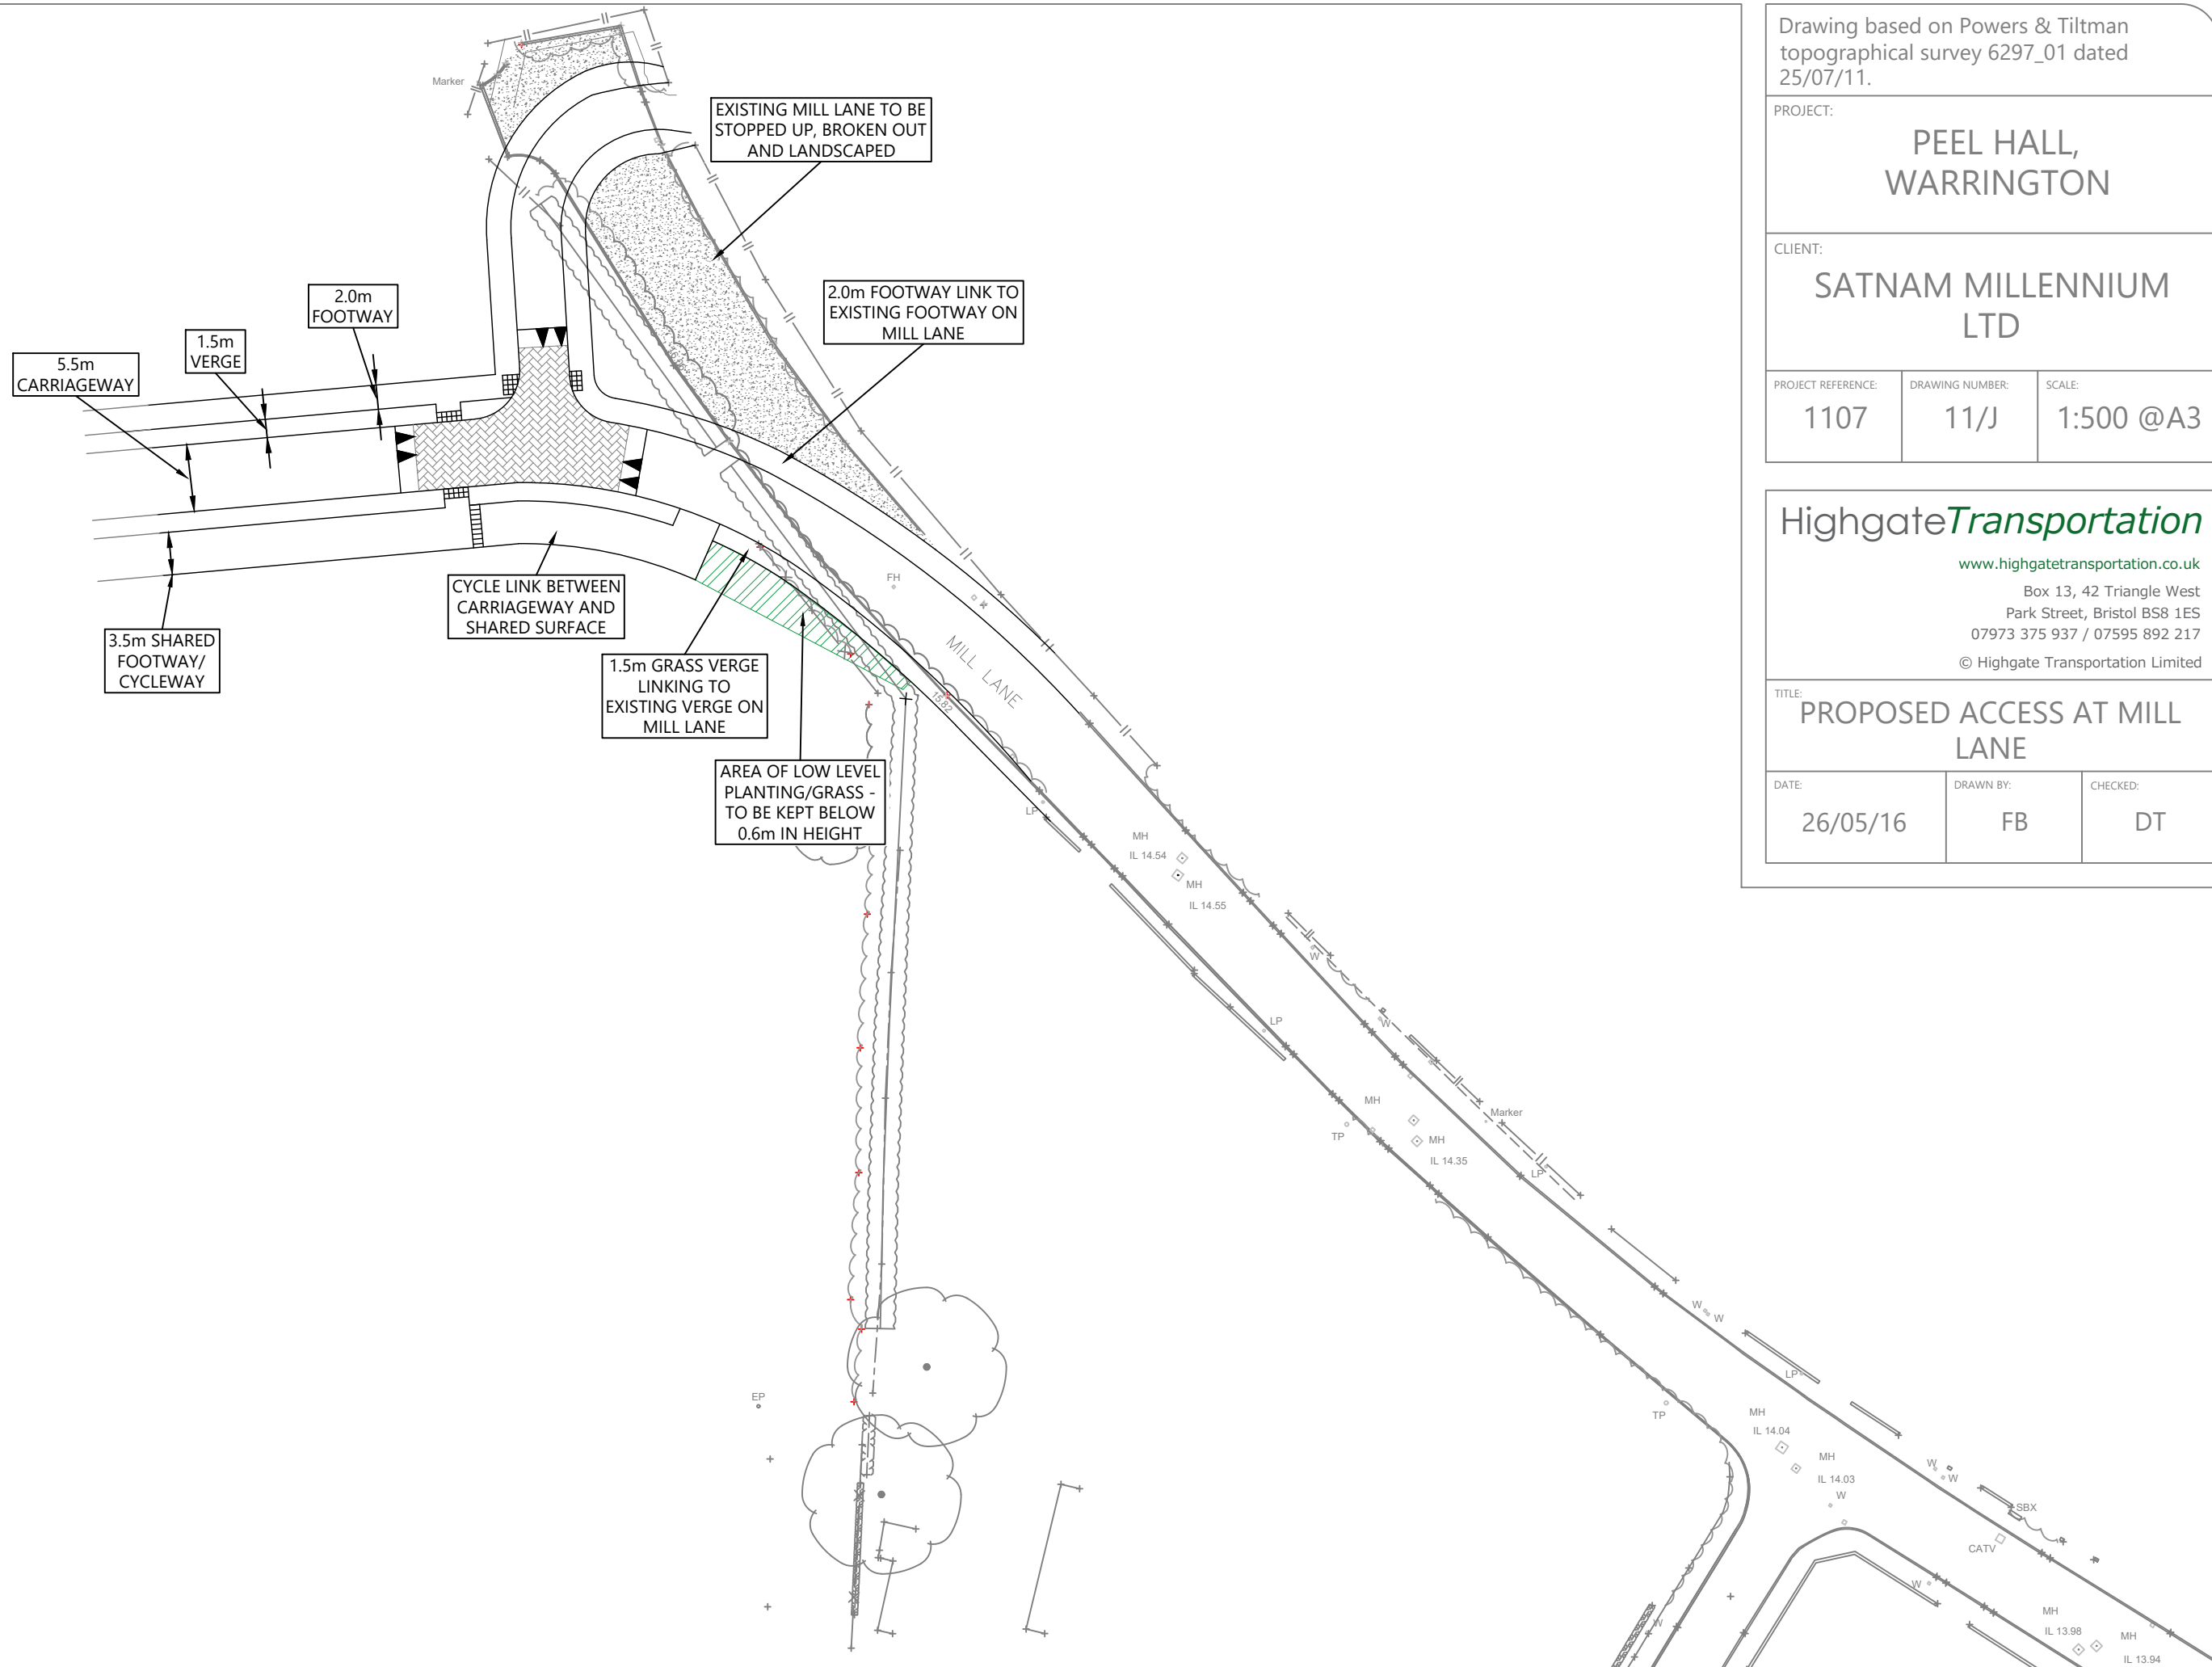 Drawing based on Powers & Tiltman
topographical survey 6297_01 dated
25/07/11.
PROJECT:
PEEL HALL,
WARRINGTON
CLIENT:
SATNAM MILLENNIUM
LTD
PROJECT REFERENCE:
1107
DRAWING NUMBER:
11/J
SCALE:
1:500 @A3
HighgateTransportation
www.highgatetransportation.co.uk
Box 13, 42 Triangle West
Park Street, Bristol BS8 1ES
07973 375 937 / 07595 892 217
© Highgate Transportation Limited
TITLE:
PROPOSED ACCESS AT MILL
LANE
DATE:
26/05/16
DRAWN BY:
FB
CHECKED:
DT
Marker
EXISTING MILL LANE TO BE
STOPPED UP, BROKEN OUT
AND LANDSCAPED
2.0m FOOTWAY LINK TO
EXISTING FOOTWAY ON
MILL LANE
2.0m
FOOTWAY
1.5m
VERGE
5.5m
CARRIAGEWAY
3.5m SHARED
FOOTWAY/
CYCLEWAY
CYCLE LINK BETWEEN
CARRIAGEWAY AND
SHARED SURFACE
1.5m GRASS VERGE
LINKING TO
EXISTING VERGE ON
MILL LANE
AREA OF LOW LEVEL
PLANTING/GRASS -
TO BE KEPT BELOW
0.6m IN HEIGHT
FH
MILL LANE
15.82
LP
MH
IL 14.54
MH
IL 14.55
W
LP
W
MH
TP
MH
IL 14.35
Marker
LP
W
W
LP
EP
TP
MH
IL 14.04
MH
IL 14.03
W
W
W
SBX
CATV
W
W
MH
IL 13.98
MH
IL 13.94